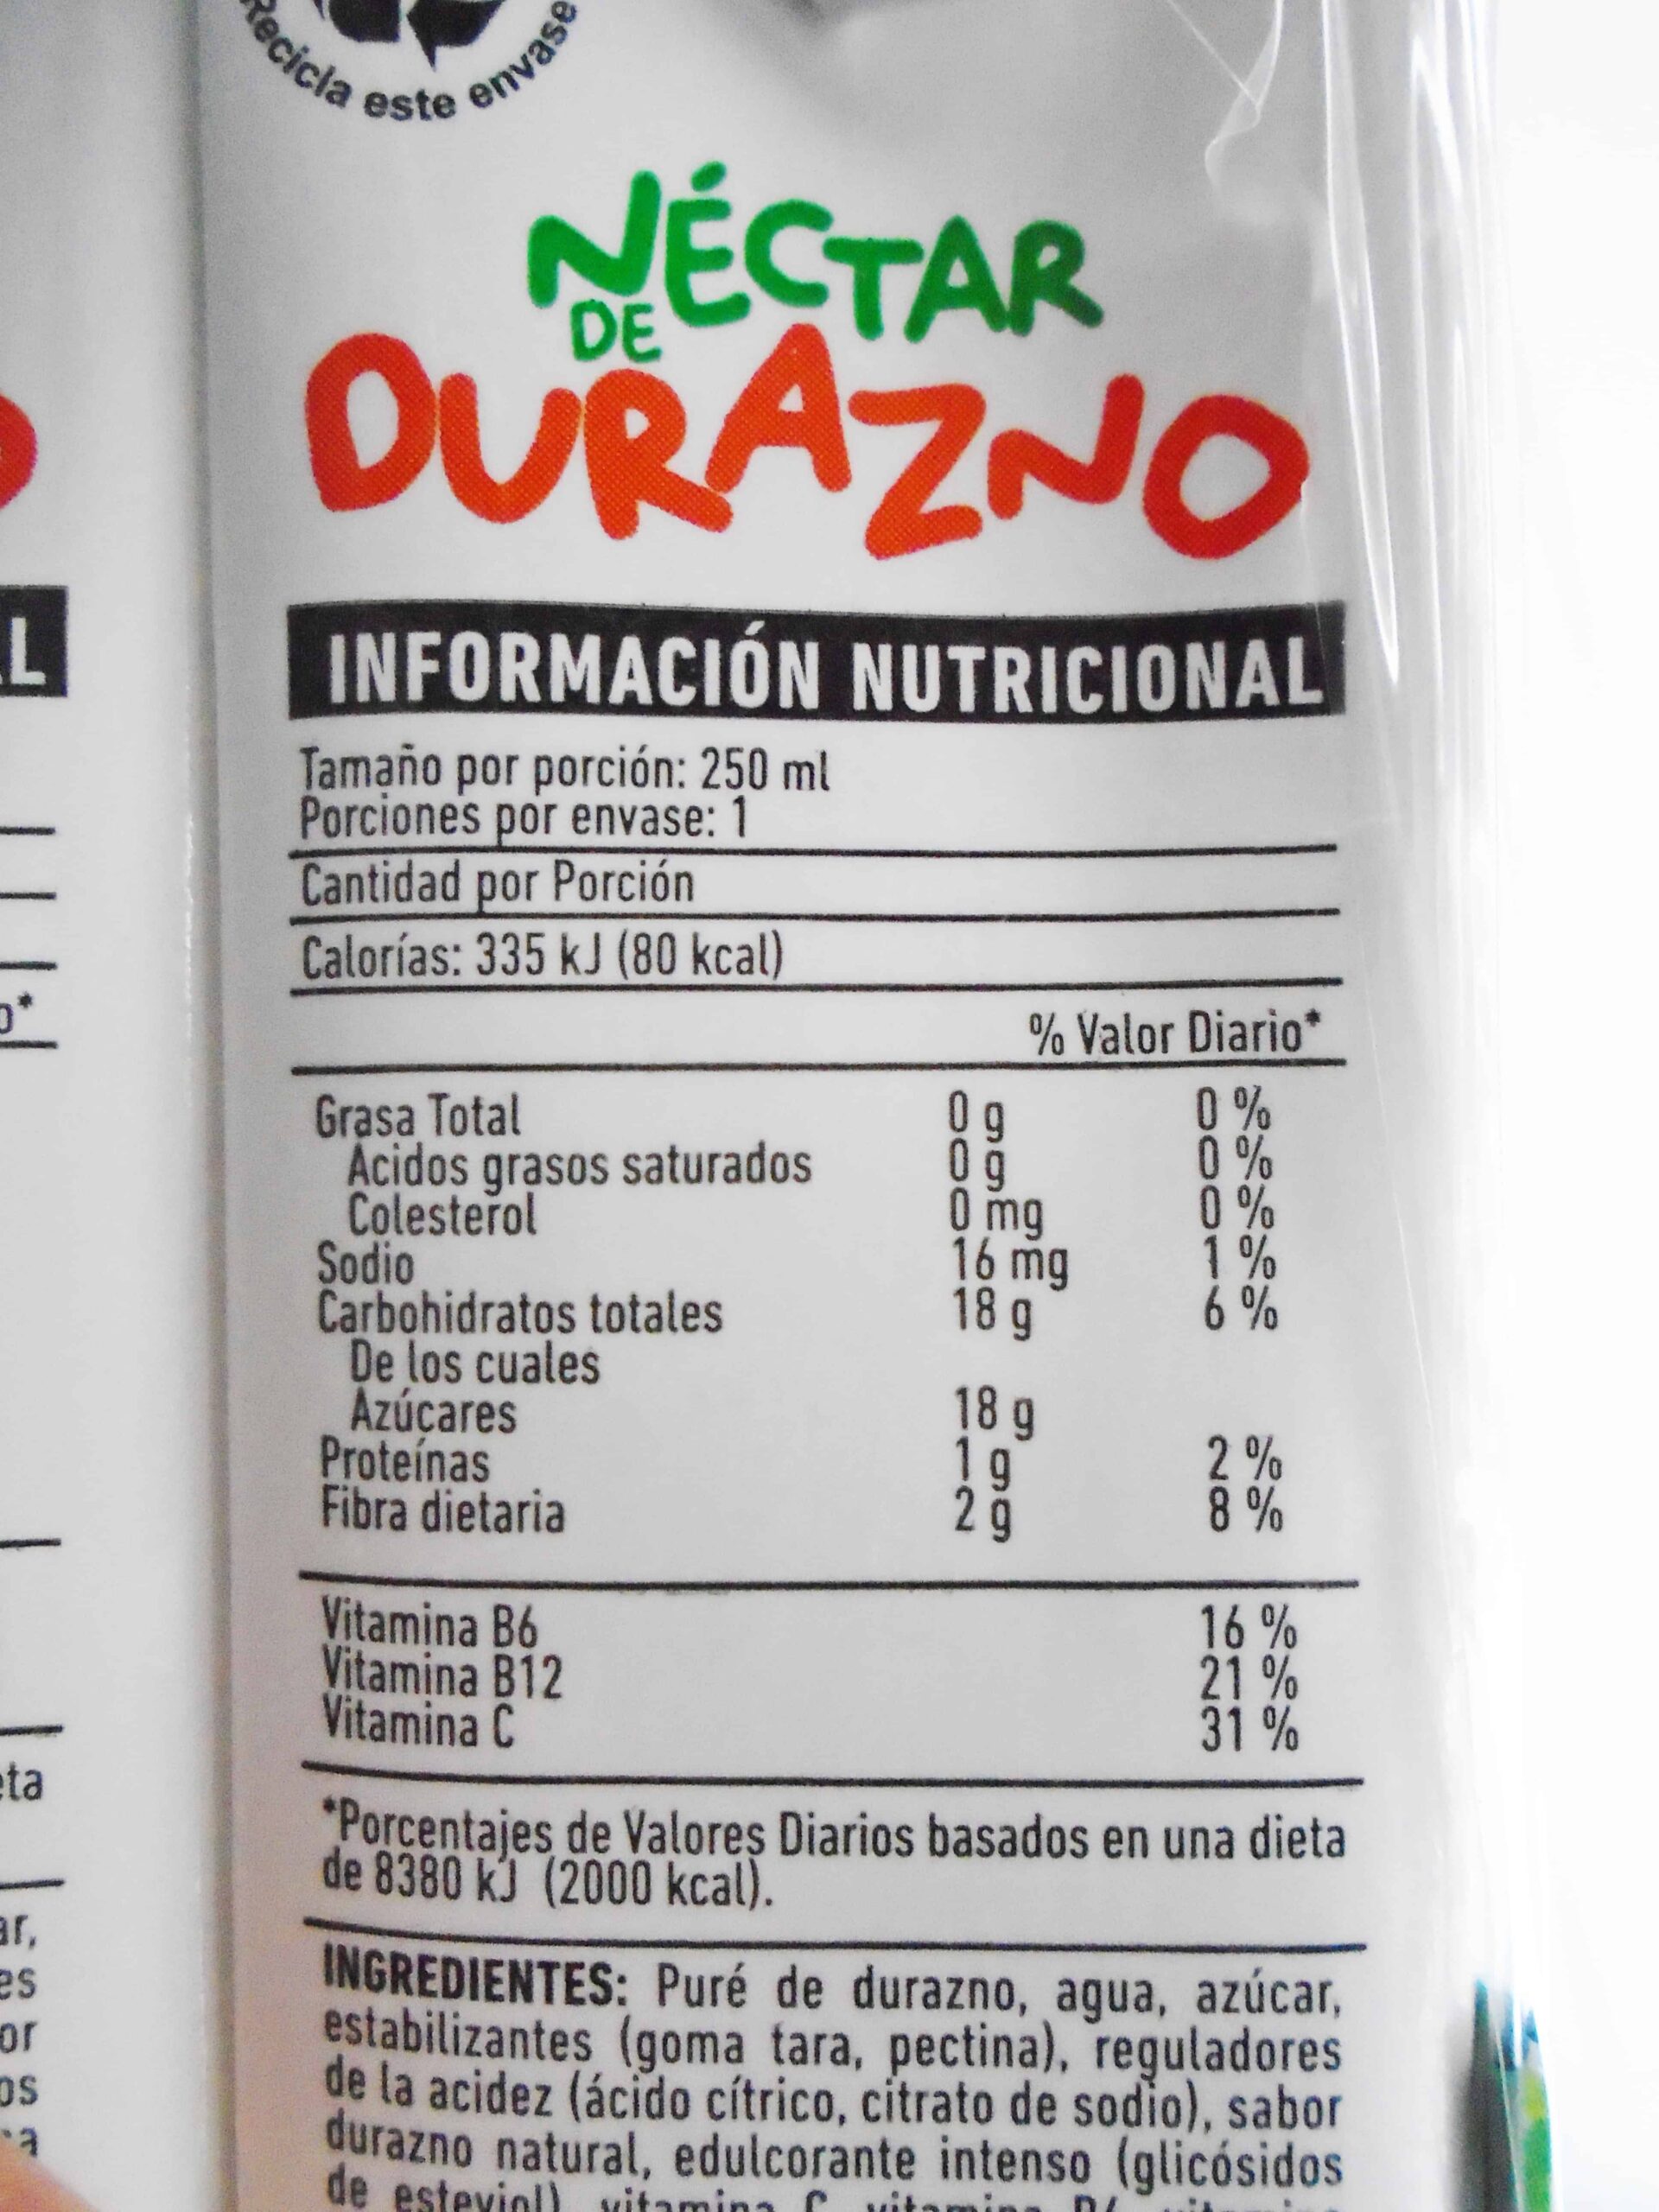 Recicla este envase
NÉCTAR
DE
DURAZNO
INFORMACIÓN NUTRICIONAL
Tamaño por porción: 250 ml
Porciones por envase: 1
Cantidad por Porción
Calorías: 335 kJ (80 kcal)
% Valor Diario*
Grasa Total 0 g 0 %
Ácidos grasos saturados 0 g 0 %
Colesterol 0 mg 0 %
Sodio 16 mg 1 %
Carbohidratos totales 18 g 6 %
De los cuales
Azúcares 18 g
Proteínas 1 g 2 %
Fibra dietaria 2 g 8 %
Vitamina B6 16 %
Vitamina B12 21 %
Vitamina C 31 %
*Porcentajes de Valores Diarios basados en una dieta
de 8380 kJ (2000 kcal).
INGREDIENTES: Puré de durazno, agua, azúcar,
estabilizantes (goma tara, pectina), reguladores
de la acidez (ácido cítrico, citrato de sodio), sabor
durazno natural, edulcorante intenso (glicósidos
de esteviol), vitamina C, vitamina